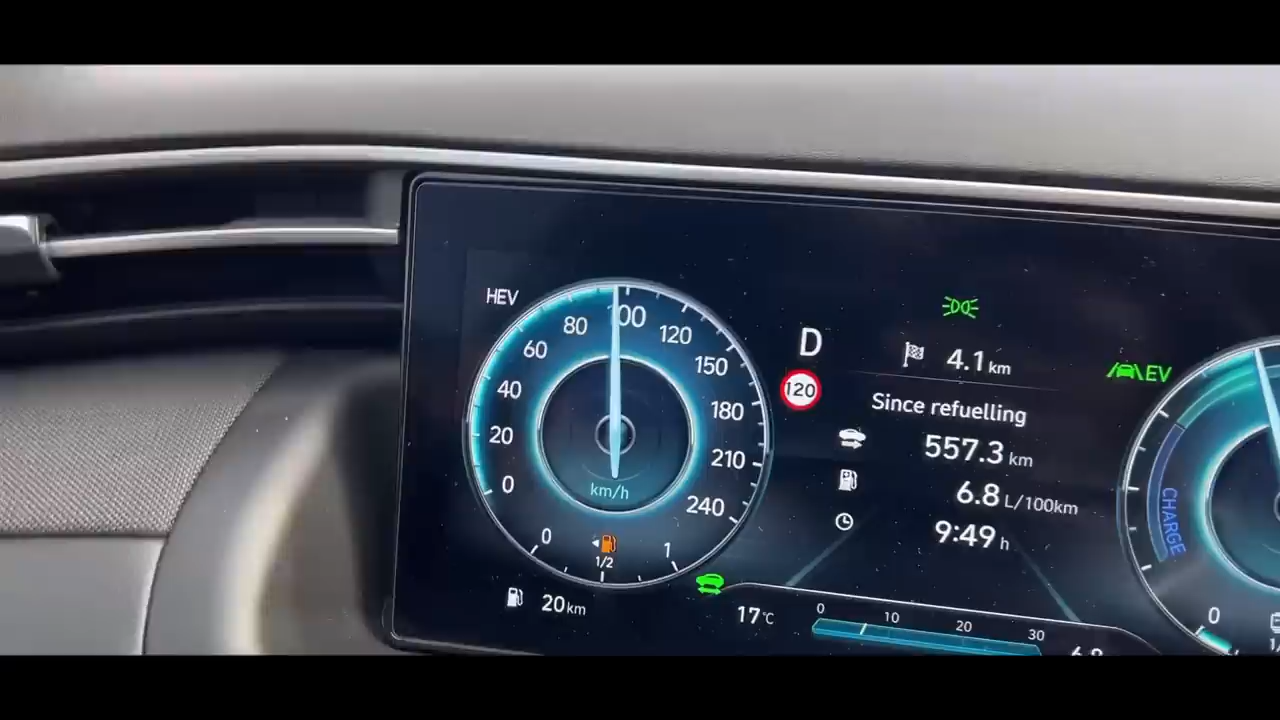 HEV
0
20
40
60
80
100
120
150
180
210
240
km/h
0
1/2
1
20 km
D
120
17°C
4.1 km
Since refuelling
557.3 km
6.8 L/100km
9:49 h
0 10 20 30
EV
CHARGE
0